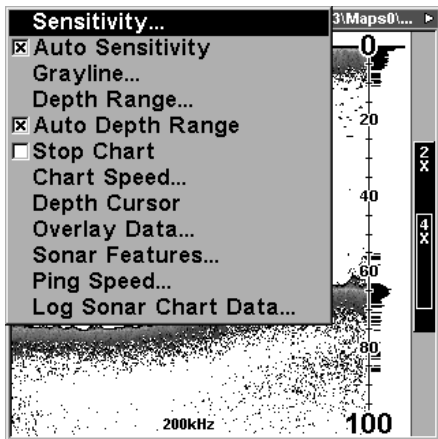 Sensitivity...
3\Maps0\...
Auto Sensitivity
Grayline...
Depth Range...
Auto Depth Range
Stop Chart
Chart Speed...
Depth Cursor
Overlay Data...
Sonar Features...
Ping Speed...
Log Sonar Chart Data...
0
20
40
60
80
100
2X
4X
200kHz